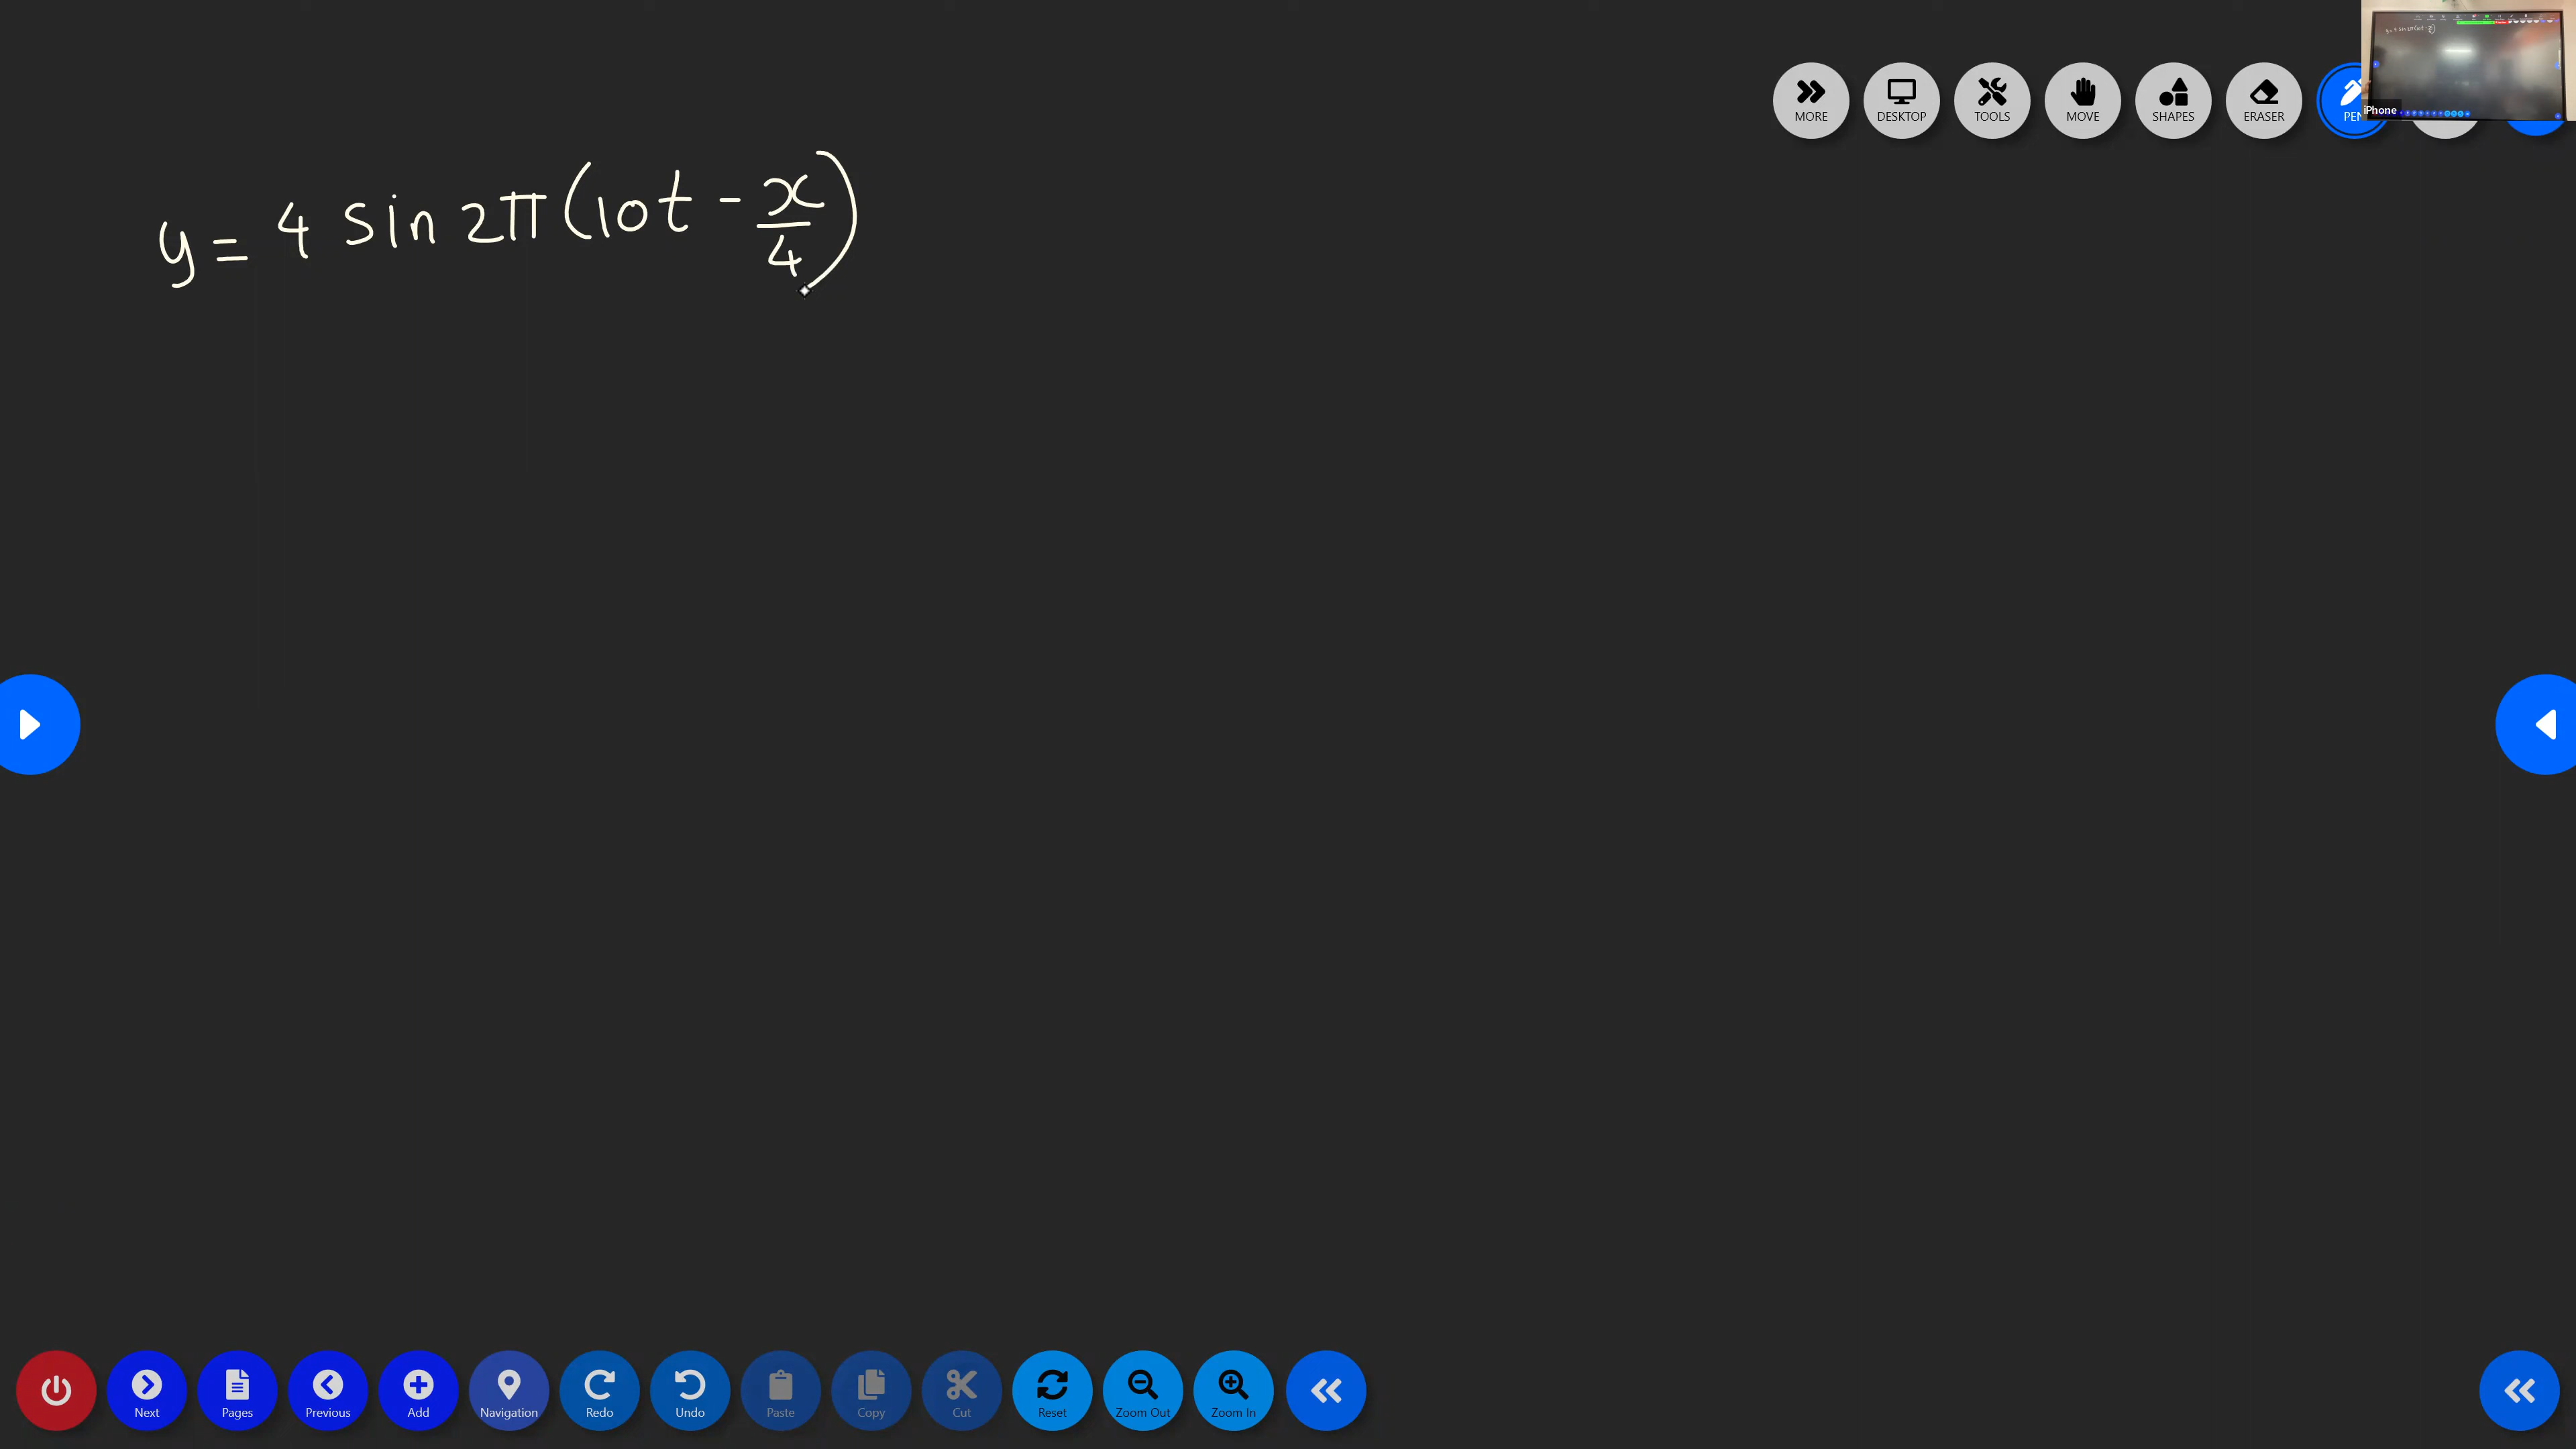 MORE DESKTOP TOOLS MOVE SHAPES ERASER PEN
iPhone
y = 4 sin 2π (10t - x/4)
Next Pages Previous Add Navigation Redo Undo Paste Copy Cut Reset Zoom Out Zoom In